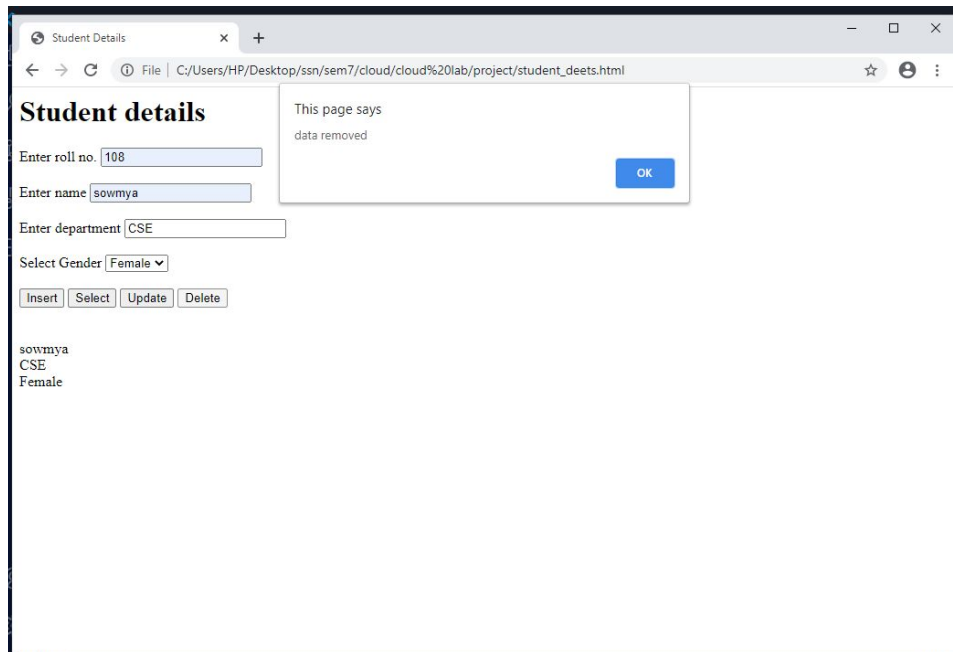 Student Details
File | C:/Users/HP/Desktop/ssn/sem7/cloud/cloud%20lab/project/student_deets.html
This page says
data removed
OK
Student details
Enter roll no. 108
Enter name sowmya
Enter department CSE
Select Gender Female
Insert Select Update Delete
sowmya
CSE
Female